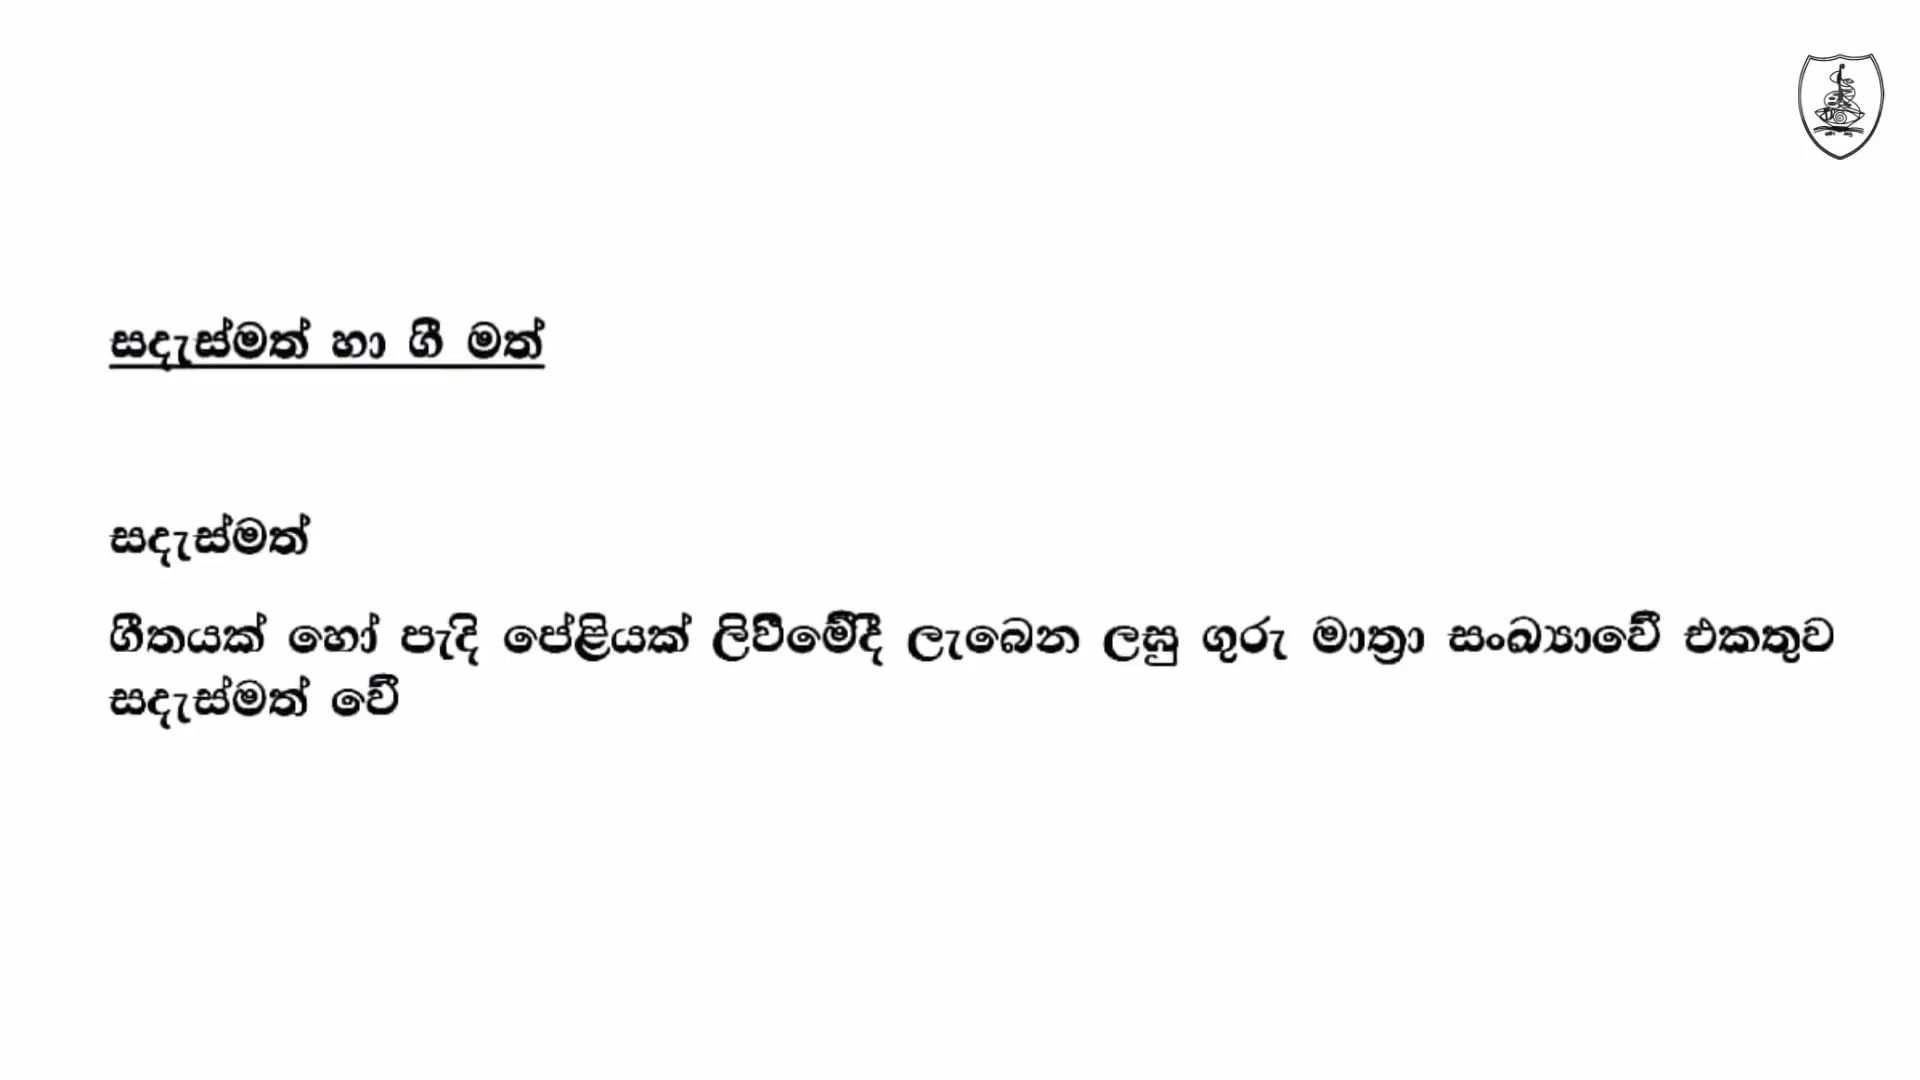 සදැස්මත් හා ගී මත්
සදැස්මත්
ගීතයක් හෝ පැදි පේළියක් ලිවීමේදී ලැබෙන ලඝු ගුරු මාත්‍රා සංඛ්‍යාවේ එකතුව
සදැස්මත් වේ